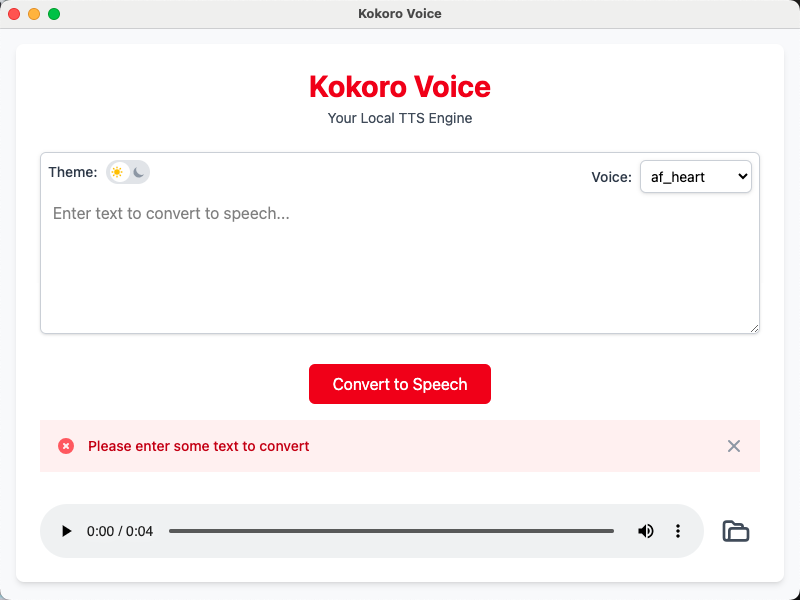 Kokoro Voice
Kokoro Voice
Your Local TTS Engine
Theme:
Voice: af_heart
Enter text to convert to speech...
Convert to Speech
Please enter some text to convert
0:00 / 0:04